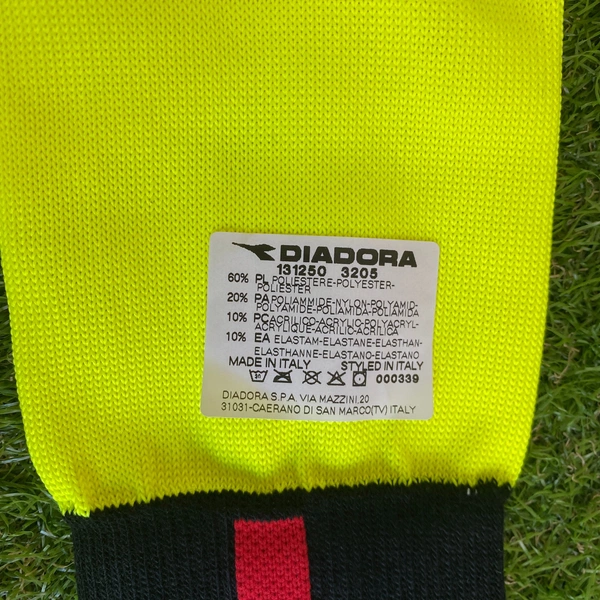 DIADORA
131250 3205
60% PL POLIESTERE-POLYESTER-
POLIESTER
20% PA POLIAMMIDE-NYLON-POLYAMID-
POLYAMIDE-POLIAMIDA-POLIAMIDA
10% PC ACRILICO-ACRYLIC-POLYACRYL-
ACRYLIQUE-ACRILIC-ACRILICA
10% EA ELASTAM-ELASTANE-ELASTHAN-
ELASTHANNE-ELASTANO-ELASTANO
MADE IN ITALY STYLED IN ITALY
000339
DIADORA S.P.A. VIA MAZZINI,20
31031-CAERANO DI SAN MARCO(TV) ITALY